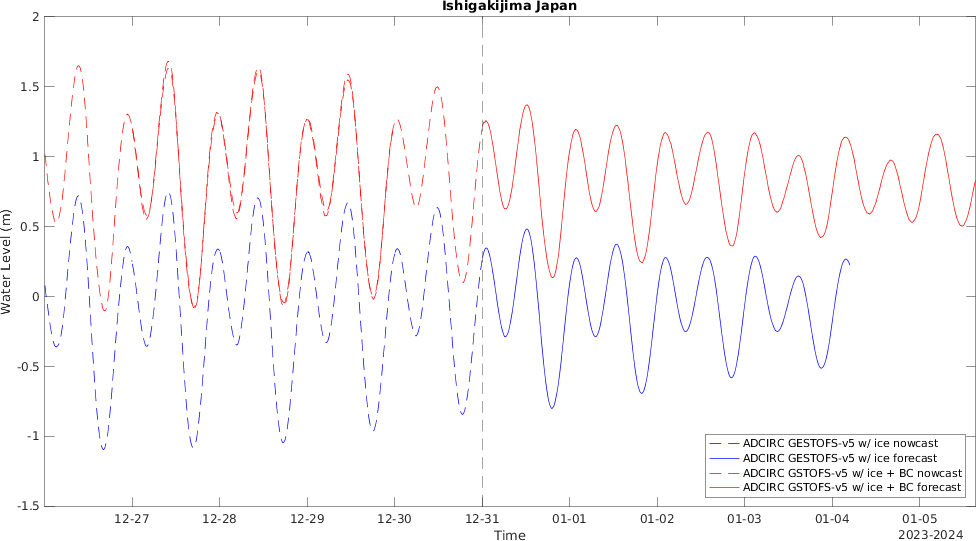 Ishigakijima Japan
2
1.5
1
0.5
0
-0.5
-1
-1.5
Water Level (m)
ADCIRC GESTOFS-v5 w/ ice nowcast
ADCIRC GESTOFS-v5 w/ ice forecast
ADCIRC GSTOFS-v5 w/ ice + BC nowcast
ADCIRC GSTOFS-v5 w/ ice + BC forecast
12-27 12-28 12-29 12-30 12-31 01-01 01-02 01-03 01-04 01-05
Time
2023-2024